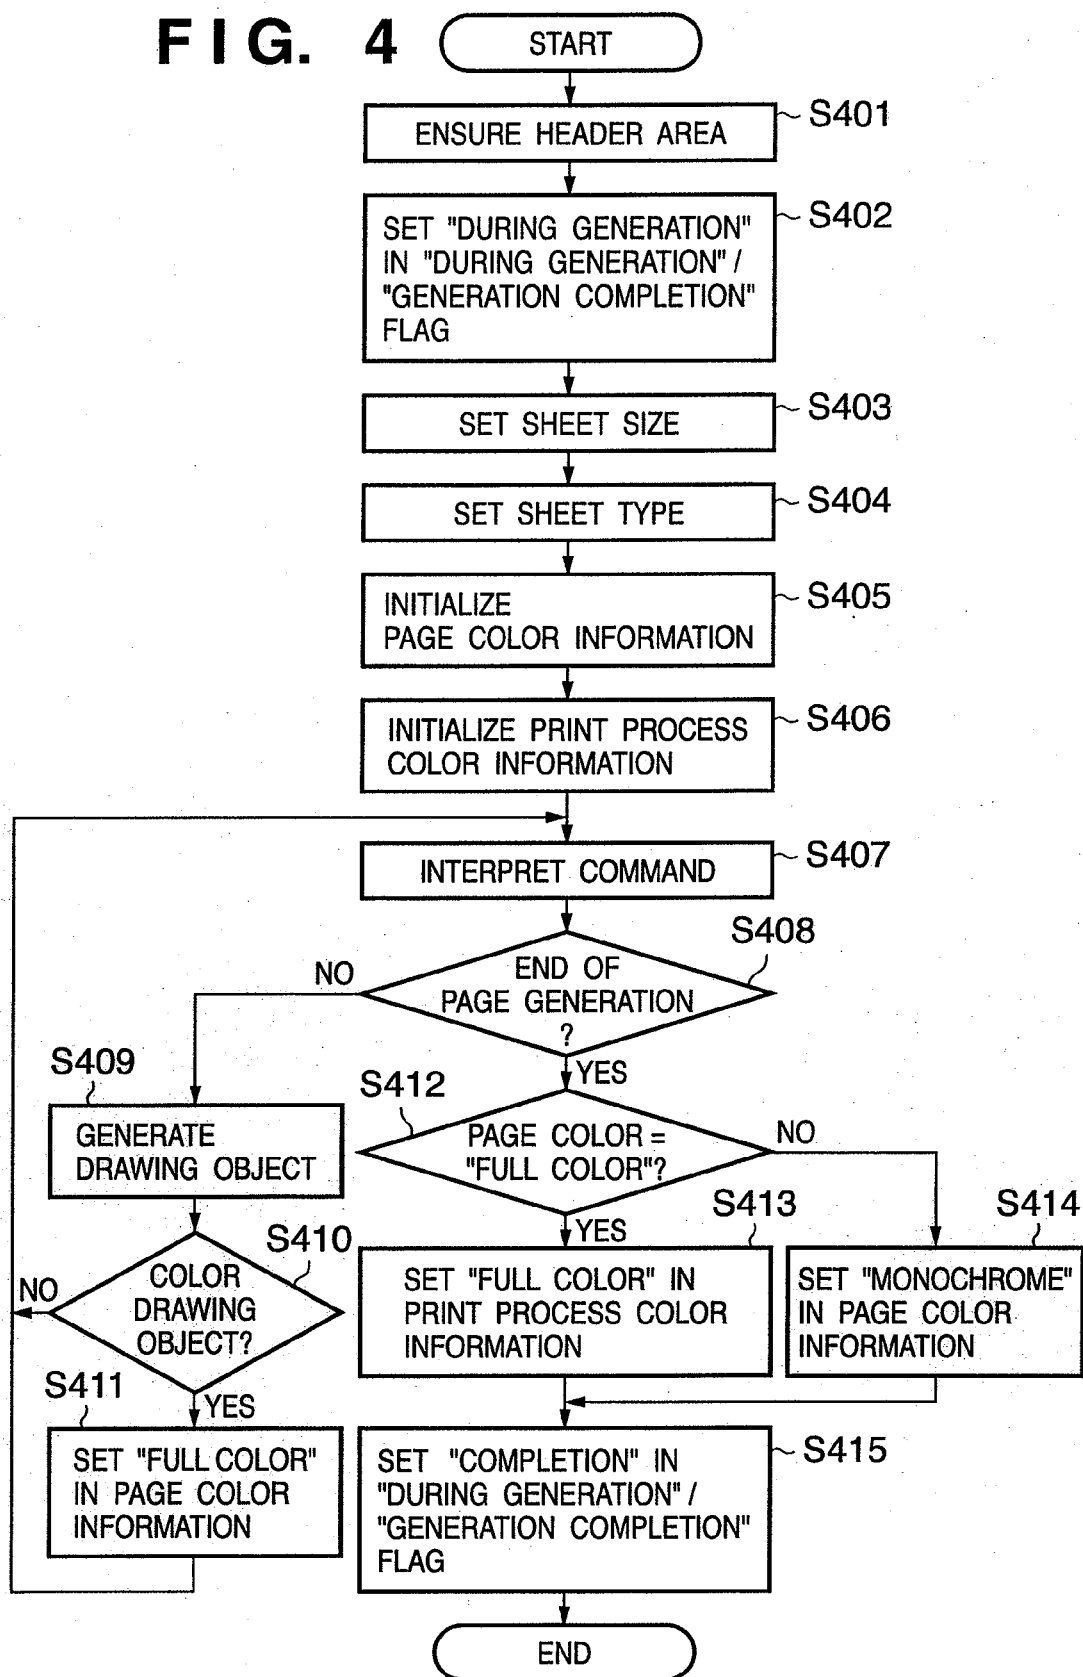 FIG. 4
START
S401
ENSURE HEADER AREA
S402
SET "DURING GENERATION"
IN "DURING GENERATION" /
"GENERATION COMPLETION"
FLAG
S403
SET SHEET SIZE
S404
SET SHEET TYPE
S405
INITIALIZE
PAGE COLOR INFORMATION
S406
INITIALIZE PRINT PROCESS
COLOR INFORMATION
S407
INTERPRET COMMAND
S408
END OF
PAGE GENERATION
?
NO
YES
S409
GENERATE
DRAWING OBJECT
S410
COLOR
DRAWING
OBJECT?
NO
YES
S411
SET "FULL COLOR"
IN PAGE COLOR
INFORMATION
S412
PAGE COLOR =
"FULL COLOR"?
NO
YES
S413
SET "FULL COLOR" IN
PRINT PROCESS COLOR
INFORMATION
S414
SET "MONOCHROME"
IN PAGE COLOR
INFORMATION
S415
SET "COMPLETION" IN
"DURING GENERATION" /
"GENERATION COMPLETION"
FLAG
END